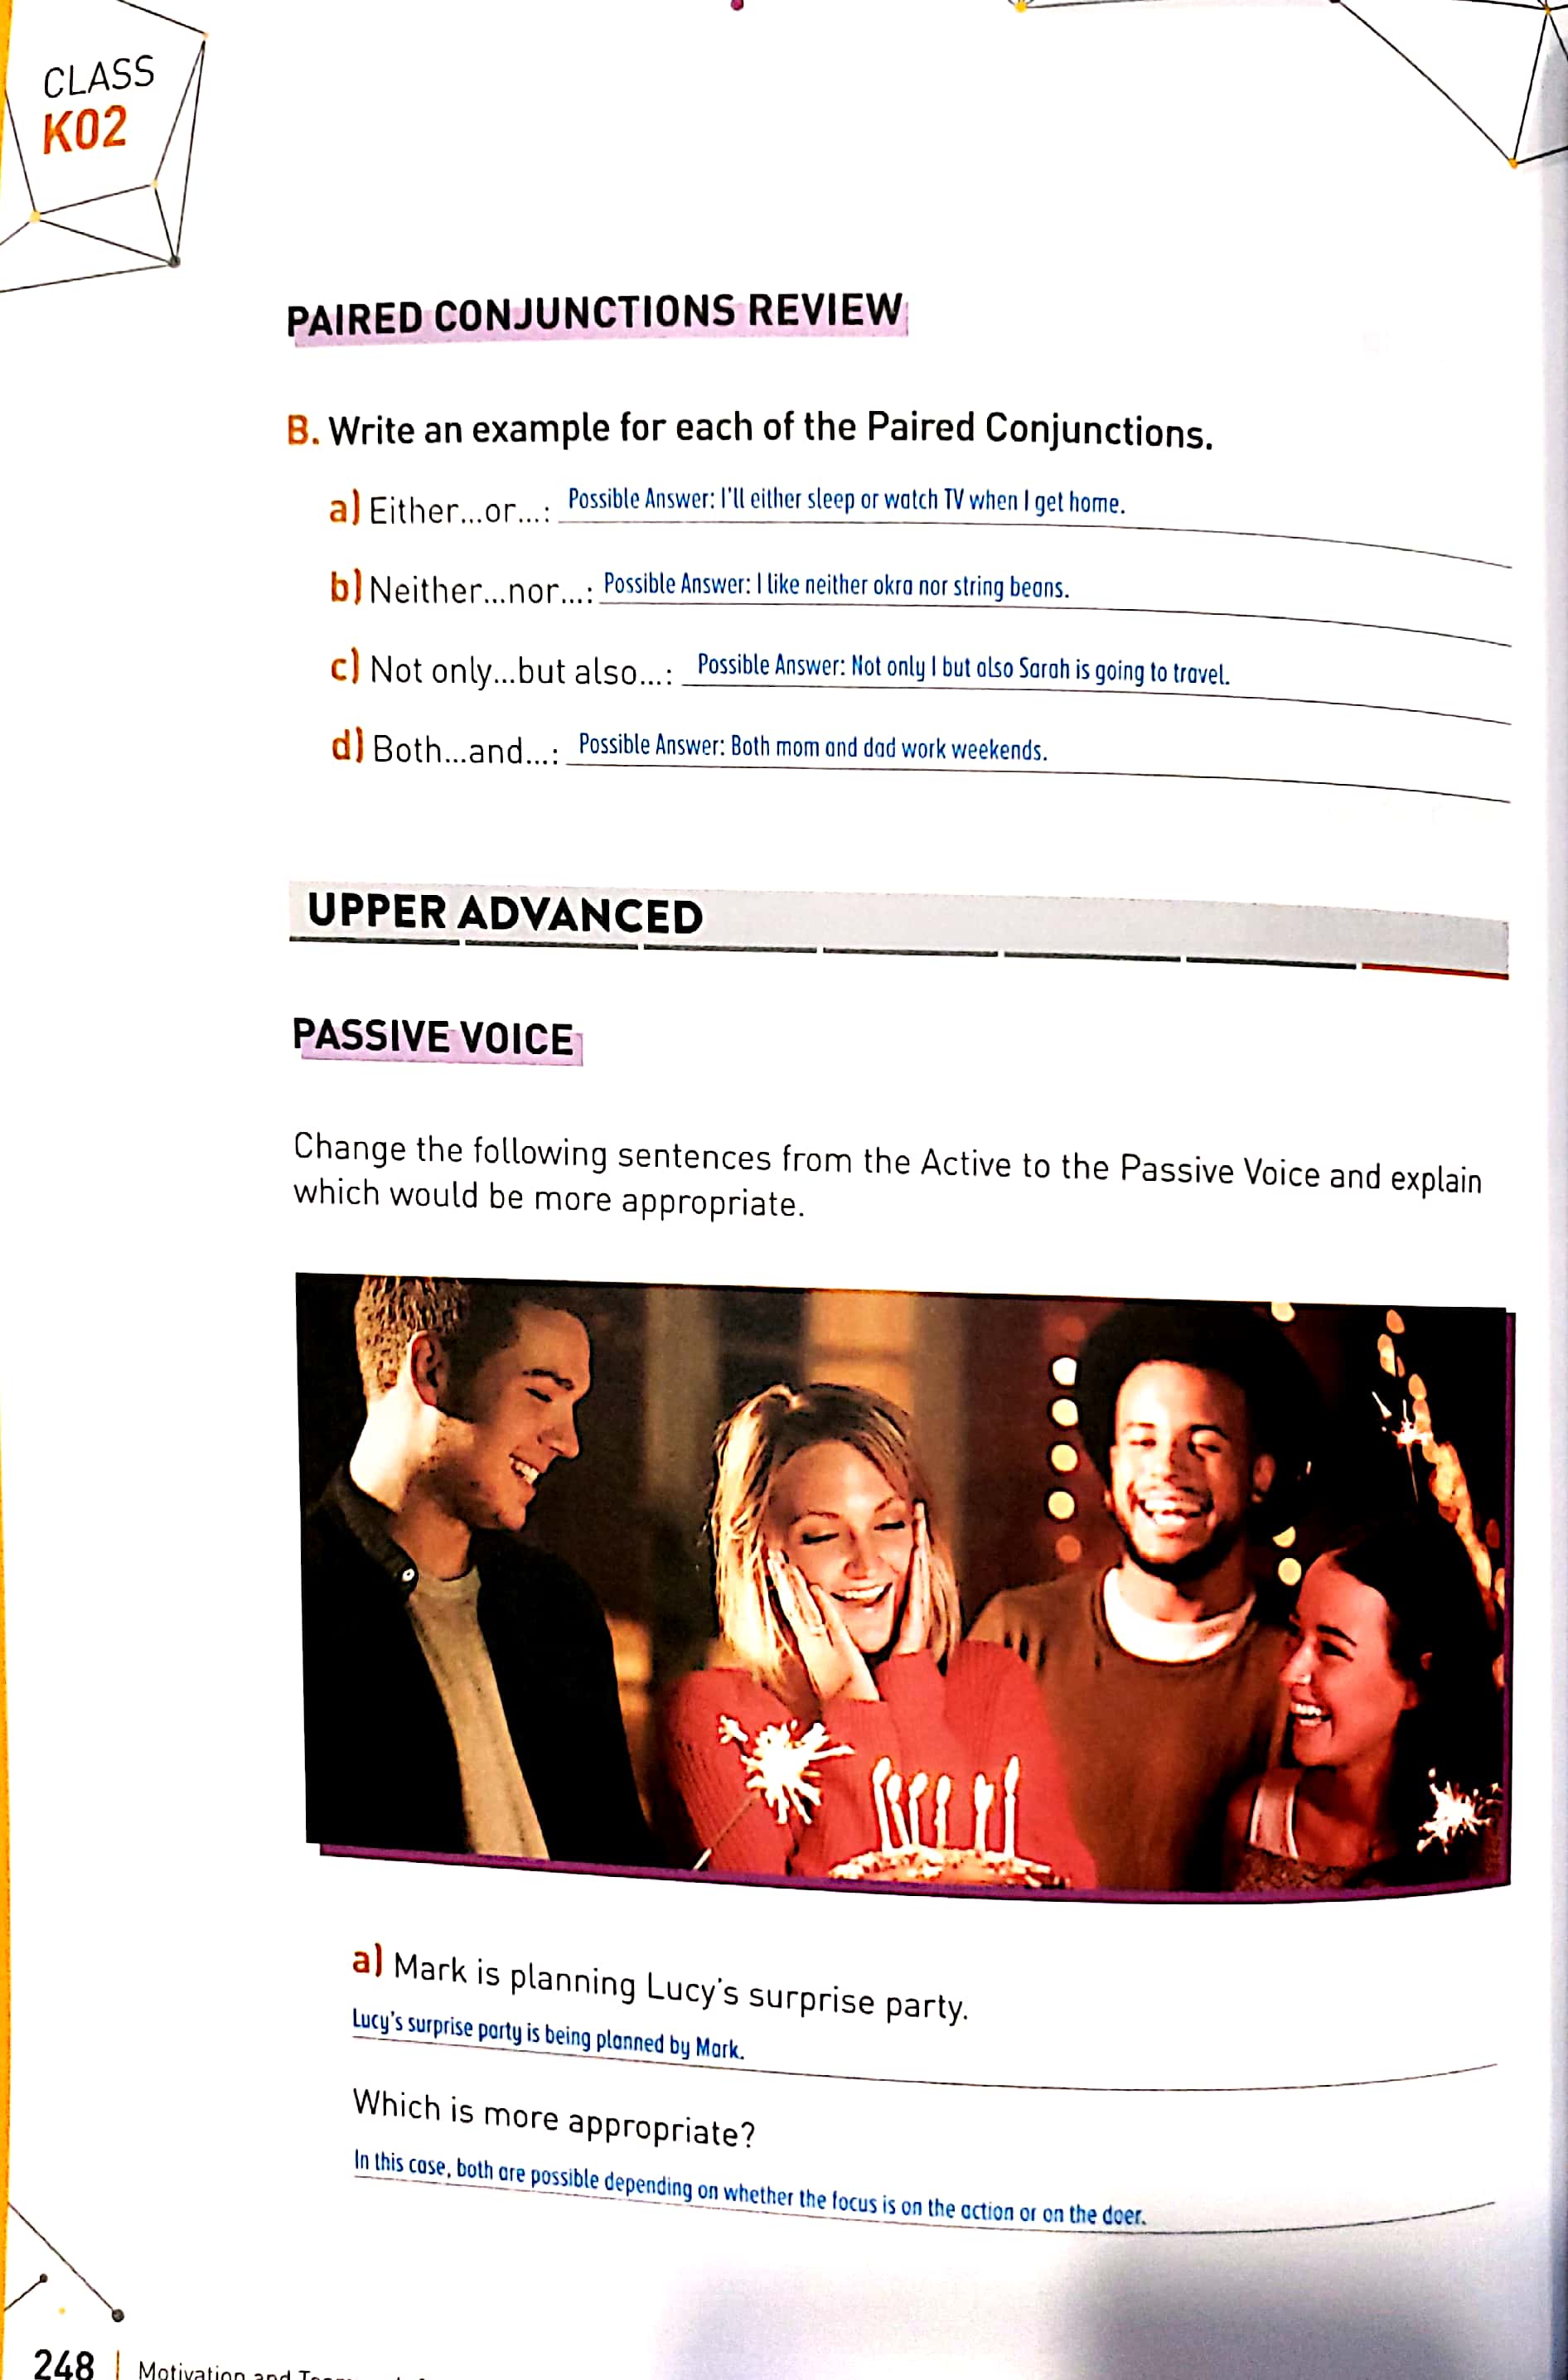 CLASS
K02
PAIRED CONJUNCTIONS REVIEW
B. Write an example for each of the Paired Conjunctions.
a) Either...or...: Possible Answer: I'll either sleep or watch TV when I get home.
b) Neither...nor...: Possible Answer: I like neither okra nor string beans.
c) Not only...but also...: Possible Answer: Not only I but also Sarah is going to travel.
d) Both...and...: Possible Answer: Both mom and dad work weekends.
UPPER ADVANCED
PASSIVE VOICE
Change the following sentences from the Active to the Passive Voice and explain
which would be more appropriate.
a) Mark is planning Lucy's surprise party.
Lucy's surprise party is being planned by Mark.
Which is more appropriate?
In this case, both are possible depending on whether the focus is on the action or on the doer.
248 | Motivation and